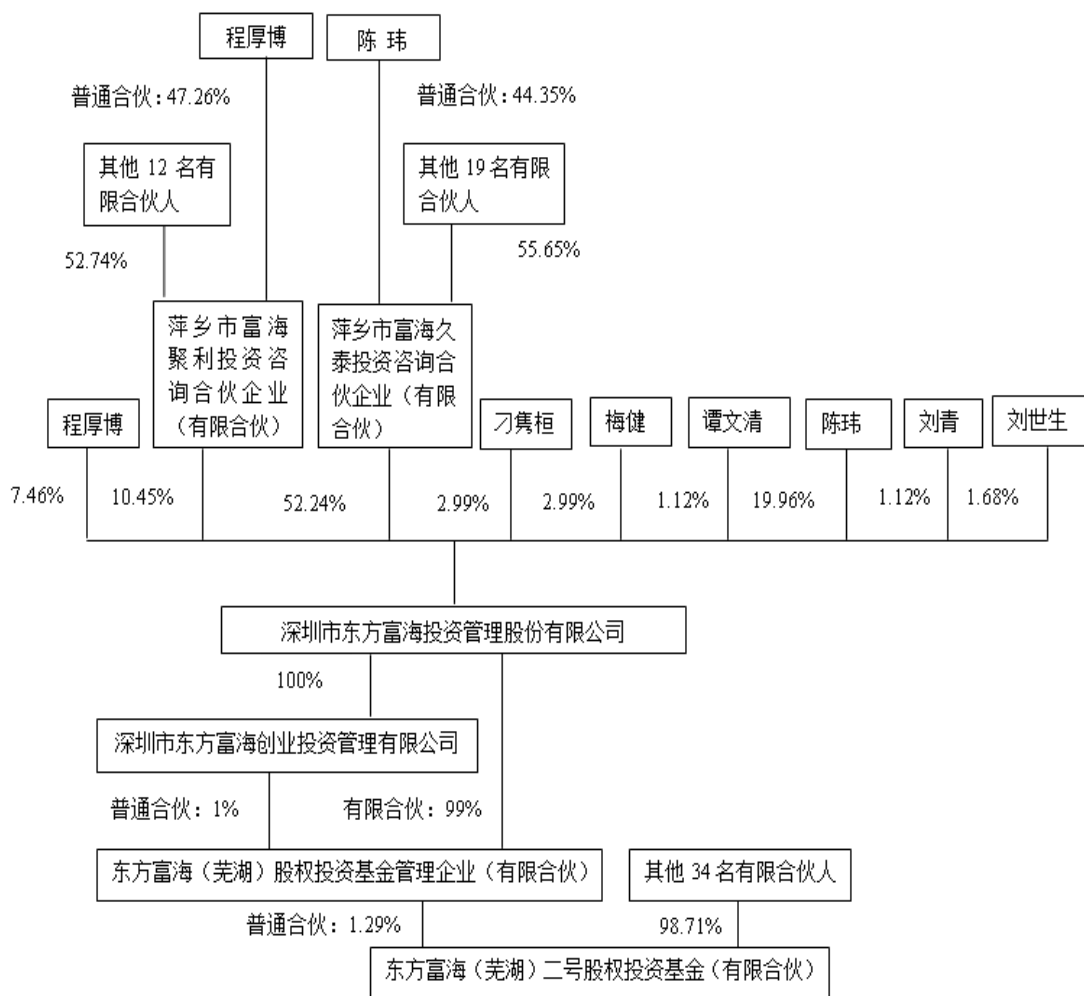 程厚博
陈 玮
普通合伙：47.26%
普通合伙：44.35%
其他 12 名有
限合伙人
其他 19 名有限
合伙人
52.74%
55.65%
萍乡市富海
聚利投资咨
询合伙企业
（有限合伙）
萍乡市富海久
泰投资咨询合
伙企业（有限
合伙）
程厚博
刁隽桓
梅健
谭文清
陈玮
刘青
刘世生
7.46%
10.45%
52.24%
2.99%
2.99%
1.12%
19.96%
1.12%
1.68%
深圳市东方富海投资管理股份有限公司
100%
深圳市东方富海创业投资管理有限公司
普通合伙：1%
有限合伙：99%
东方富海（芜湖）股权投资基金管理企业（有限合伙）
其他 34 名有限合伙人
普通合伙：1.29%
98.71%
东方富海（芜湖）二号股权投资基金（有限合伙）